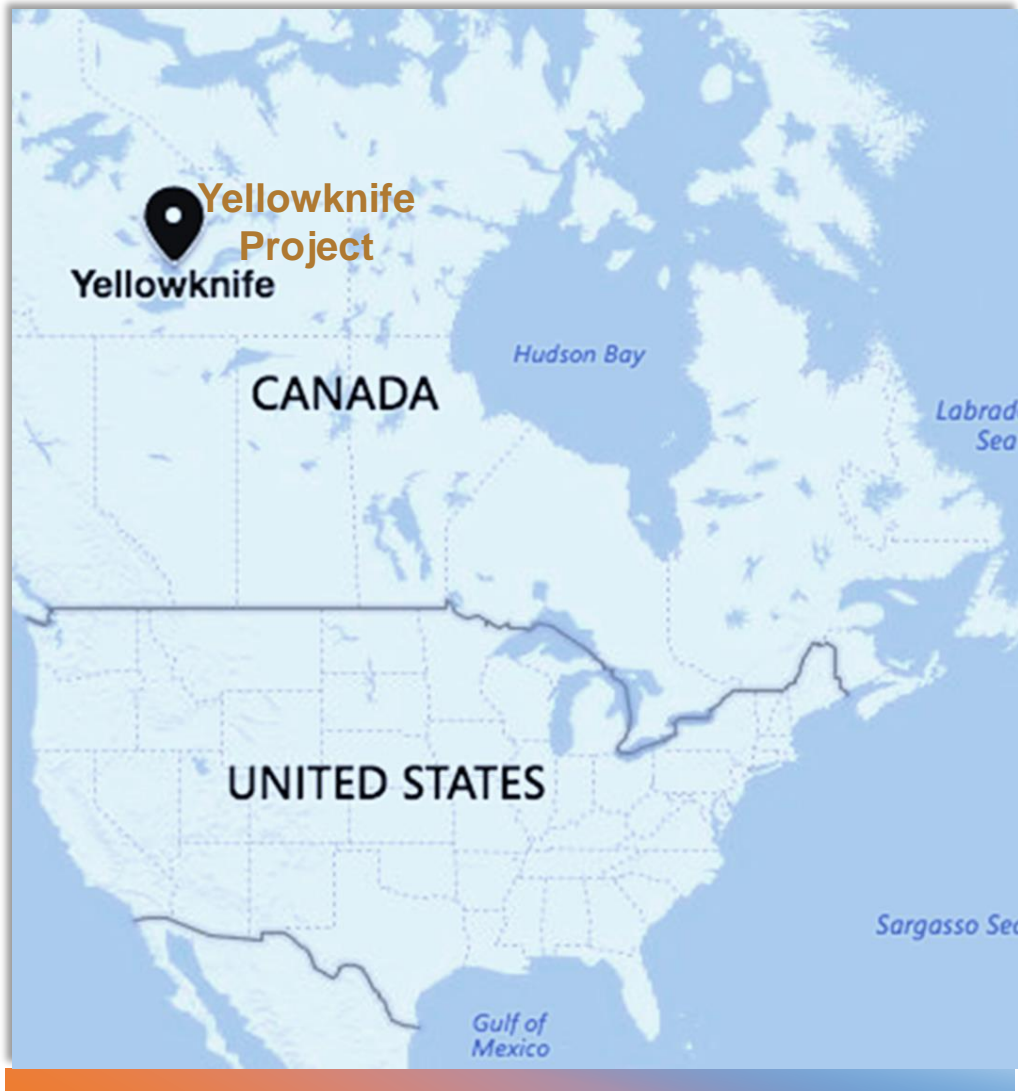 Yellowknife
Project
Yellowknife
Hudson Bay
CANADA
Labrad
Sea
UNITED STATES
Sargasso Sea
Gulf of
Mexico